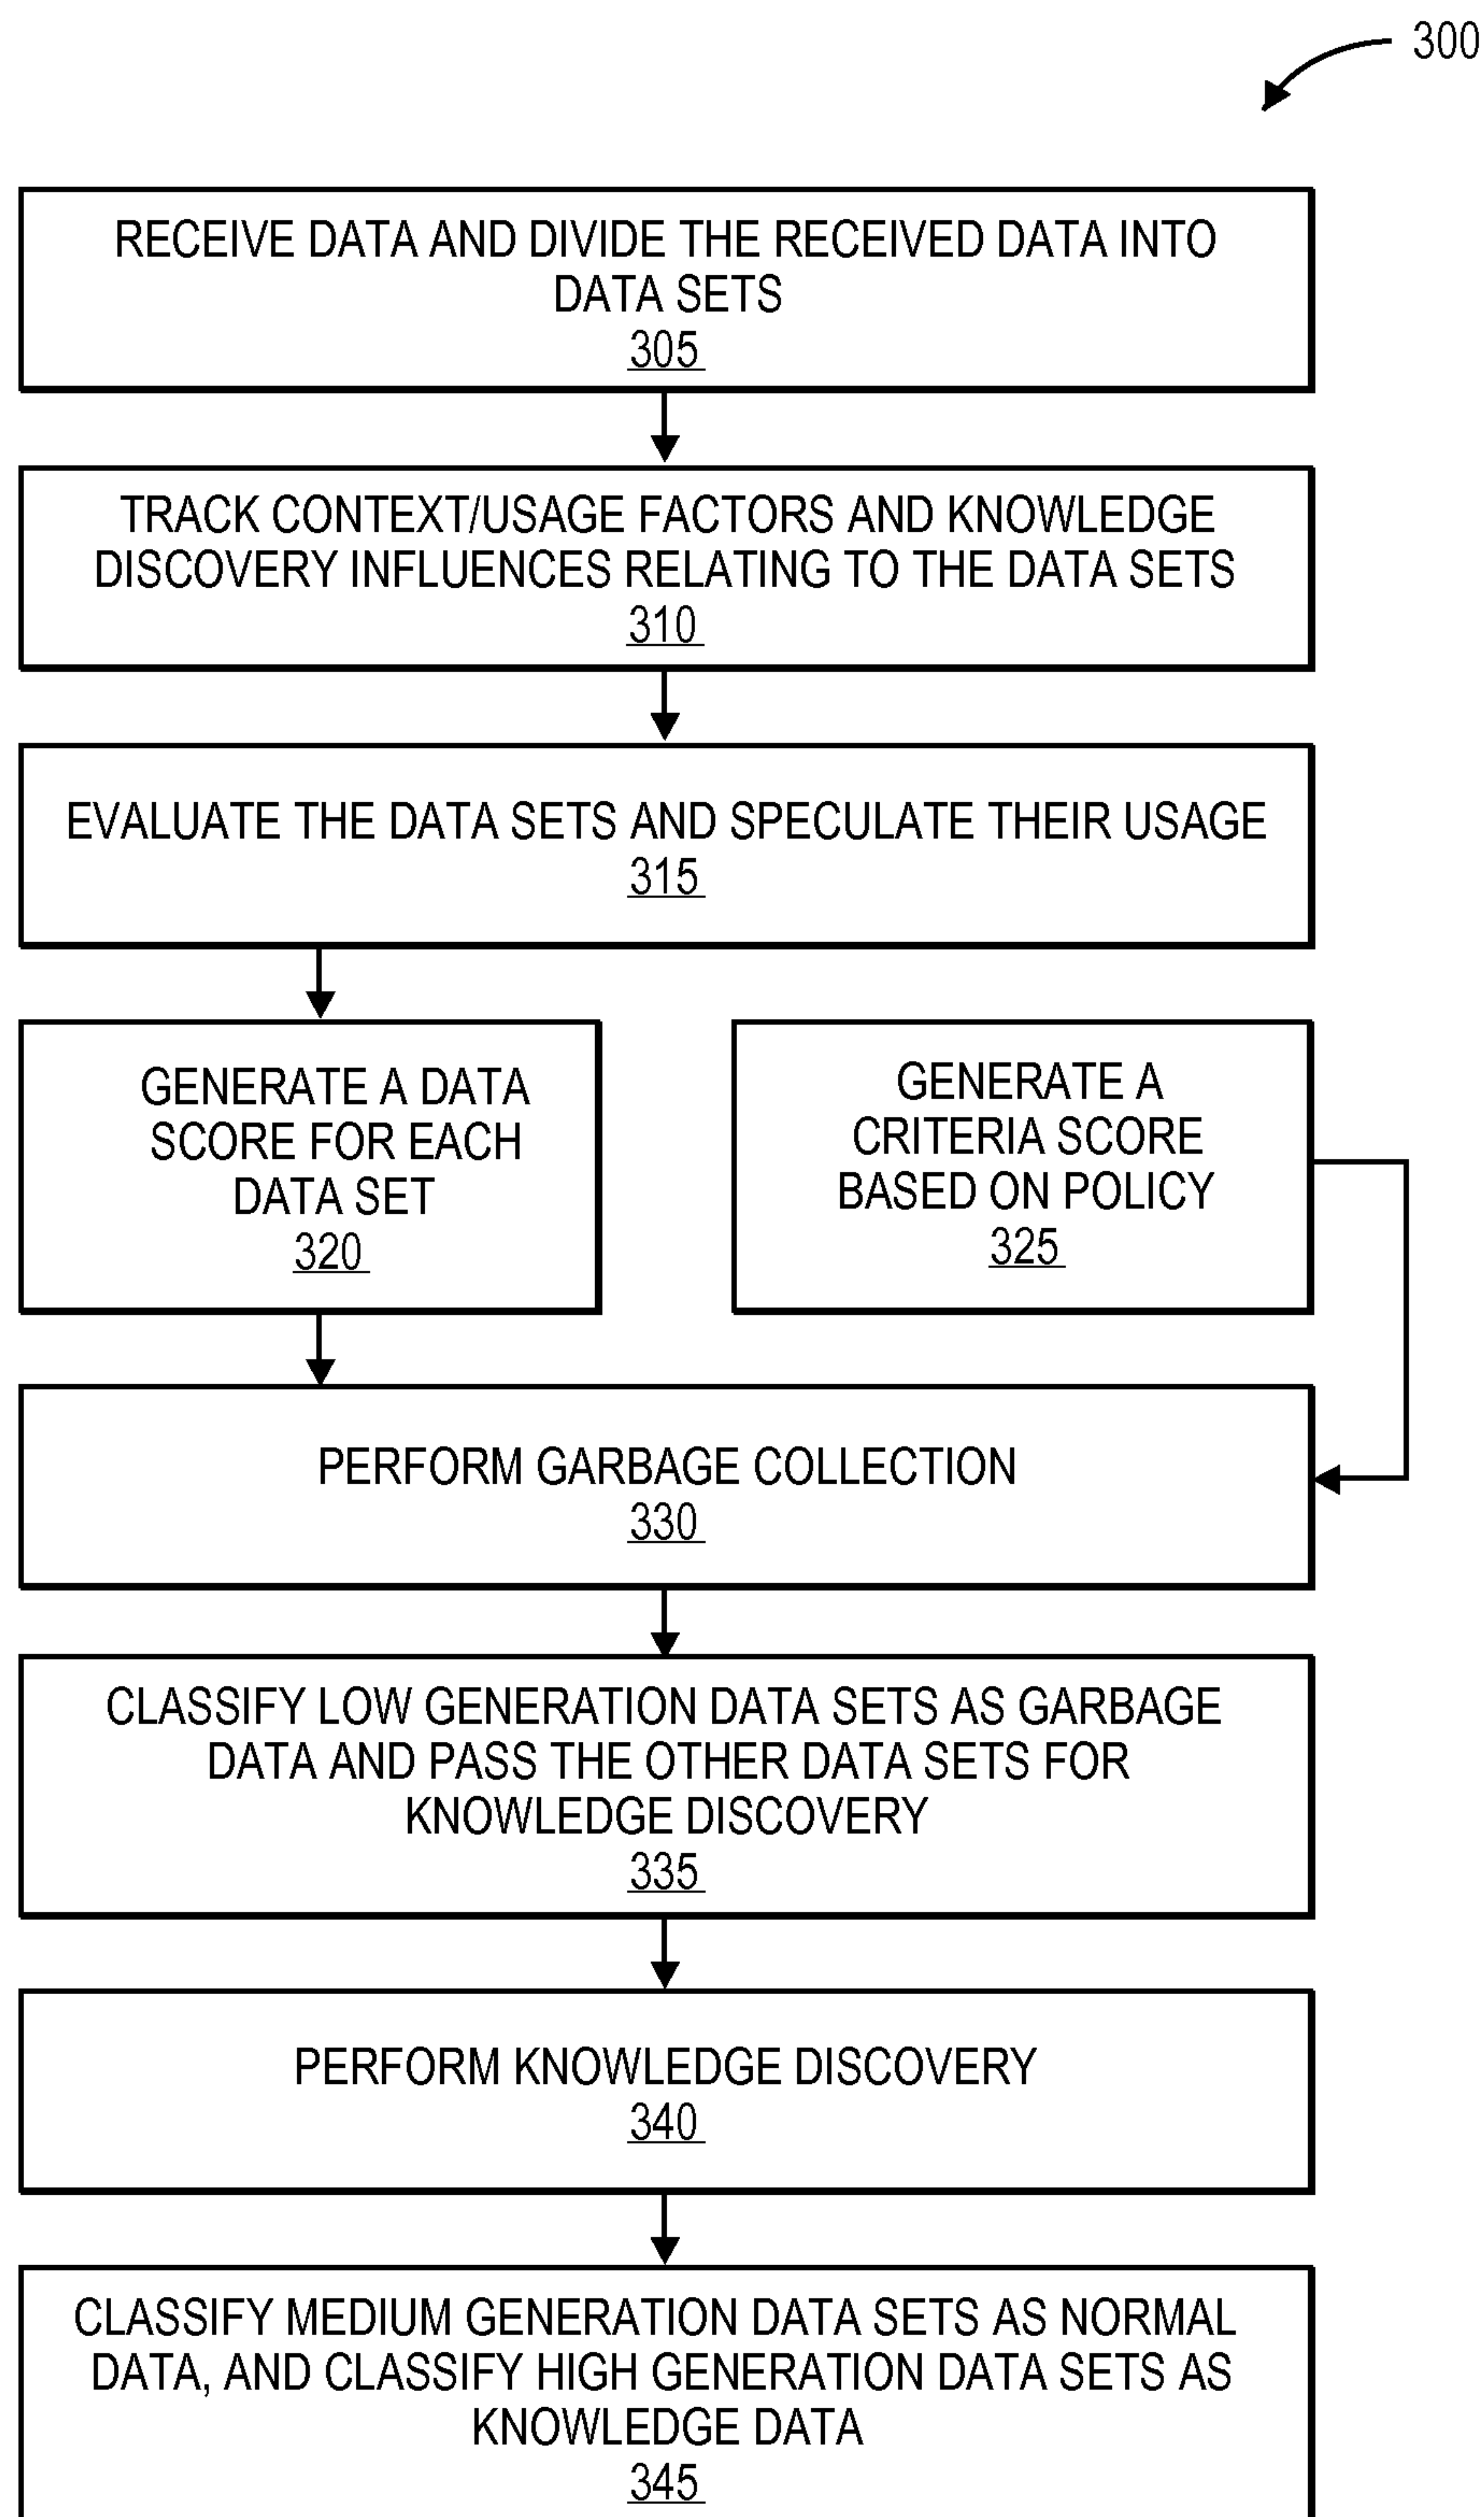 300
RECEIVE DATA AND DIVIDE THE RECEIVED DATA INTO
DATA SETS
305
TRACK CONTEXT/USAGE FACTORS AND KNOWLEDGE
DISCOVERY INFLUENCES RELATING TO THE DATA SETS
310
EVALUATE THE DATA SETS AND SPECULATE THEIR USAGE
315
GENERATE A DATA
SCORE FOR EACH
DATA SET
320
GENERATE A
CRITERIA SCORE
BASED ON POLICY
325
PERFORM GARBAGE COLLECTION
330
CLASSIFY LOW GENERATION DATA SETS AS GARBAGE
DATA AND PASS THE OTHER DATA SETS FOR
KNOWLEDGE DISCOVERY
335
PERFORM KNOWLEDGE DISCOVERY
340
CLASSIFY MEDIUM GENERATION DATA SETS AS NORMAL
DATA, AND CLASSIFY HIGH GENERATION DATA SETS AS
KNOWLEDGE DATA
345